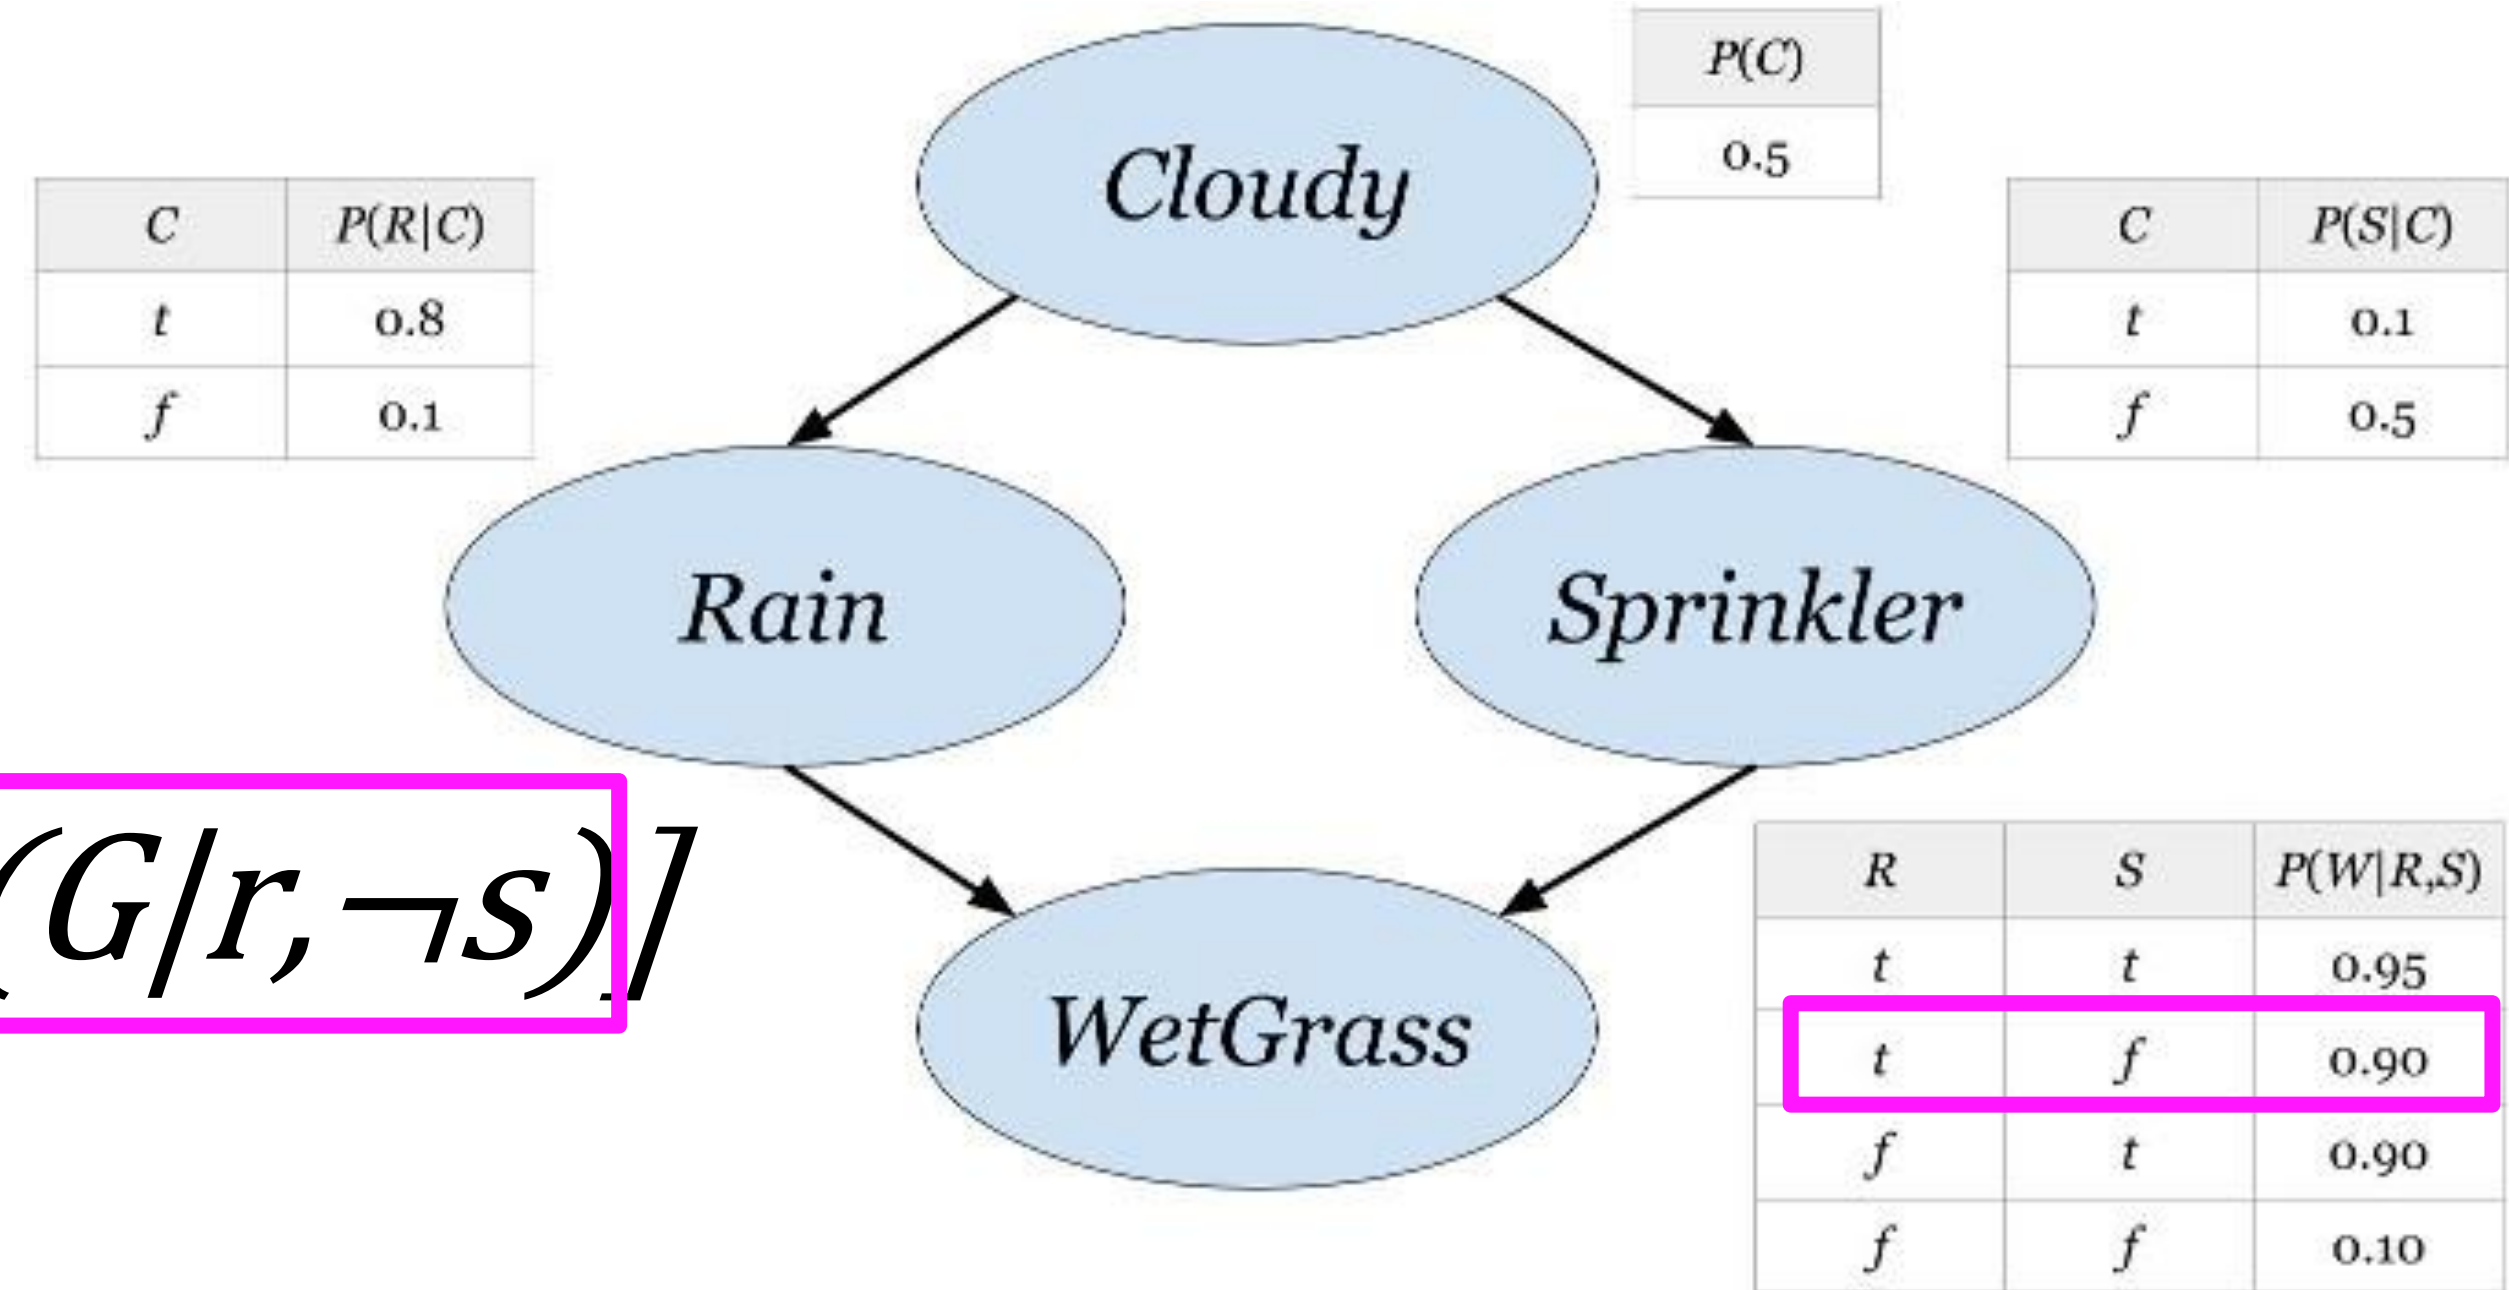 P(C)
0.5
Cloudy
C P(R|C)
t 0.8
f 0.1
C P(S|C)
t 0.1
f 0.5
Rain
Sprinkler
(G|r,¬s)]
WetGrass
R S P(W|R,S)
t t 0.95
t f 0.90
f t 0.90
f f 0.10